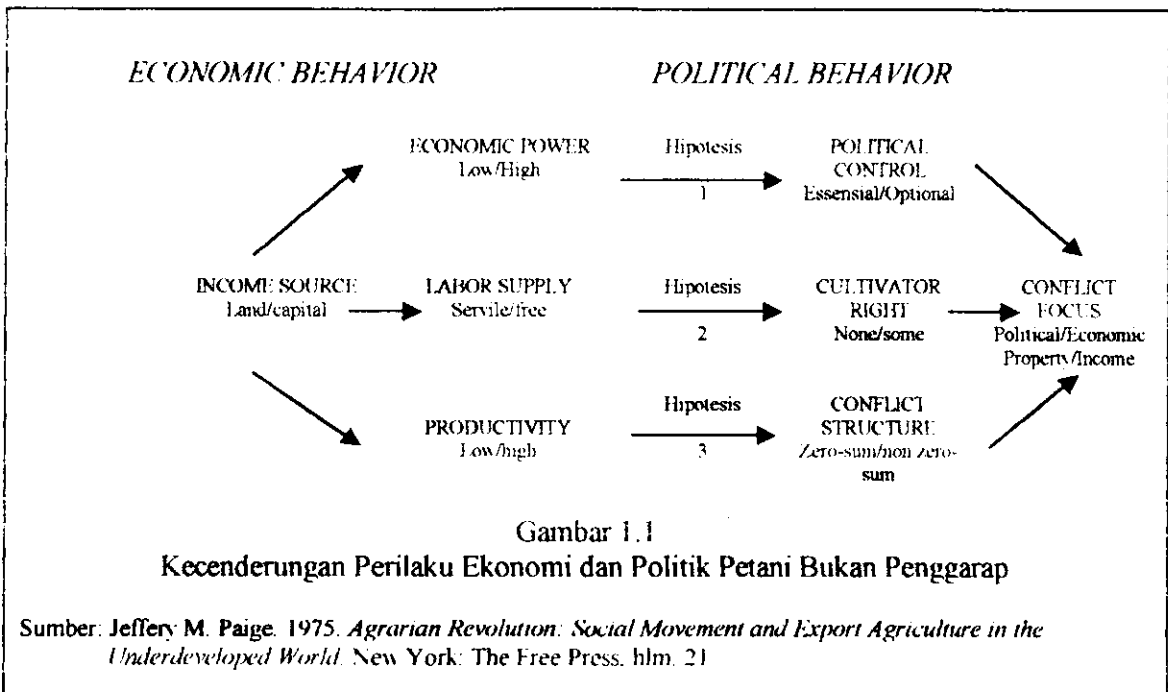 ECONOMIC BEHAVIOR
POLITICAL BEHAVIOR
ECONOMIC POWER
Low/High
Hipotesis
1
POLITICAL
CONTROL
Essensial/Optional
INCOME SOURCE
Land/capital
LABOR SUPPLY
Servile/free
Hipotesis
2
CULTIVATOR
RIGHT
None/some
CONFLICT
FOCUS
Political/Economic
Property/Income
PRODUCTIVITY
Low/high
Hipotesis
3
CONFLICT
STRUCTURE
Zero-sum/non zero-
sum
Gambar 1.1
Kecenderungan Perilaku Ekonomi dan Politik Petani Bukan Penggarap
Sumber: Jeffery M. Paige. 1975. Agrarian Revolution: Social Movement and Export Agriculture in the
Underdeveloped World. New York: The Free Press. hlm. 21